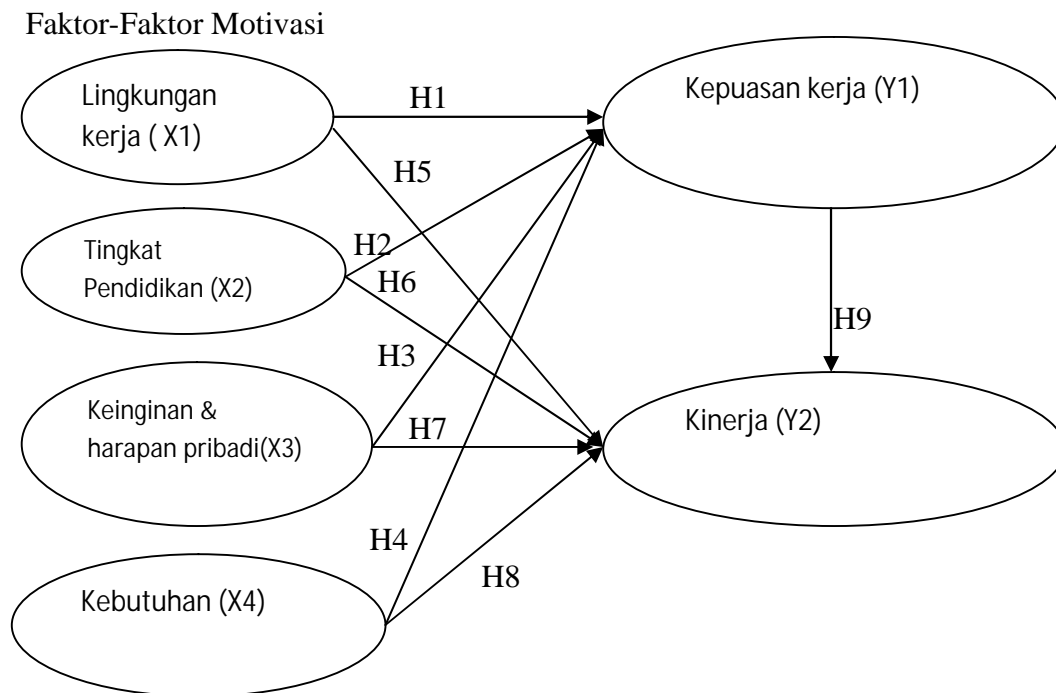 Faktor-Faktor Motivasi
Lingkungan
kerja ( X1)
H1
Kepuasan kerja (Y1)
H5
Tingkat
Pendidikan (X2)
H2
H6
H9
H3
Keinginan &
harapan pribadi(X3)
H7
Kinerja (Y2)
H4
H8
Kebutuhan (X4)